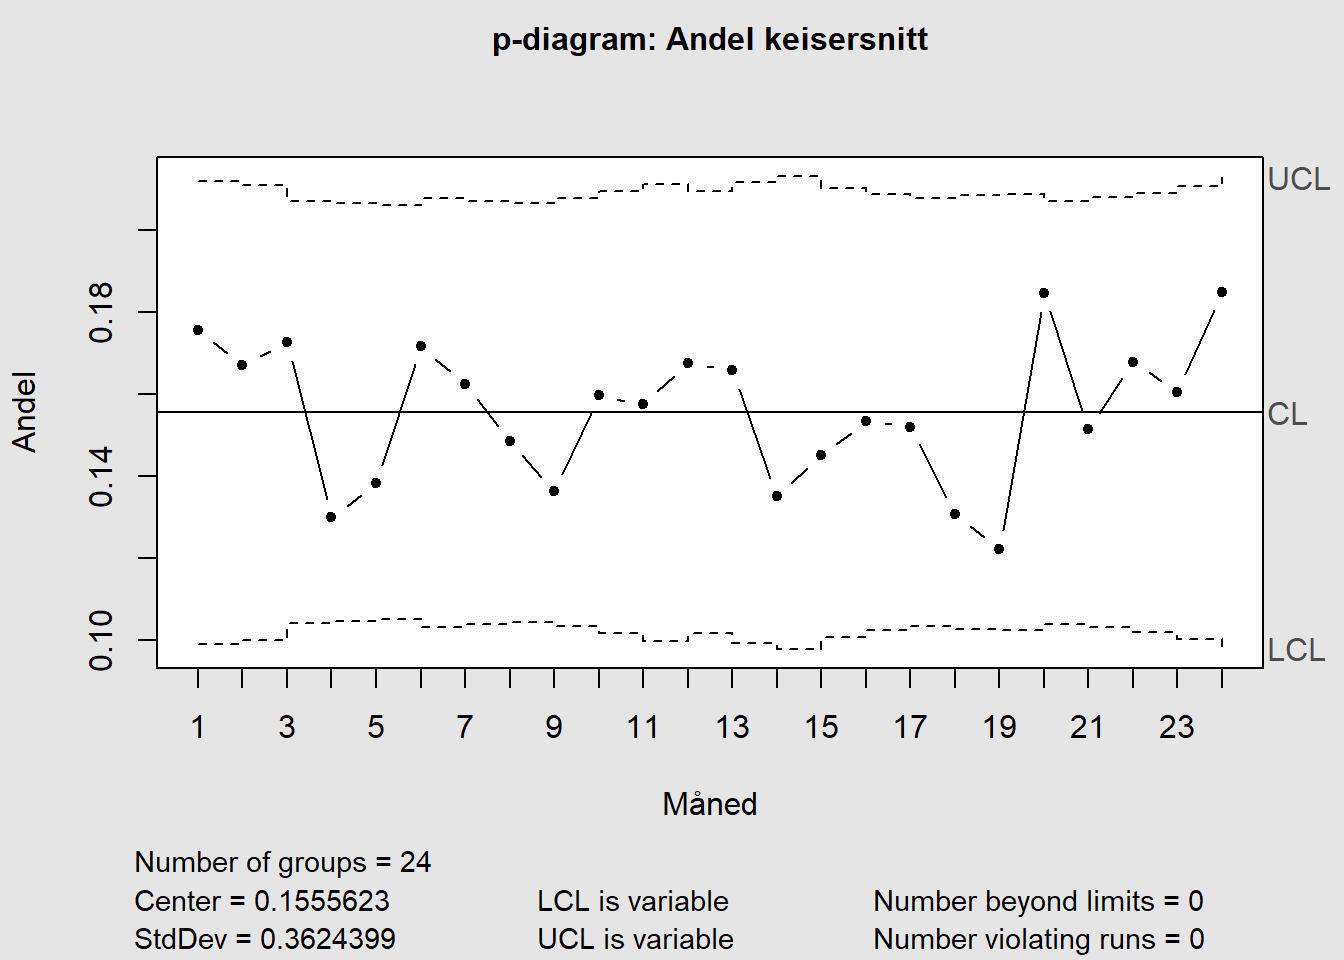 p-diagram: Andel keisersnitt
UCL
0.18
Andel
CL
0.14
0.10
LCL
1 3 5 7 9 11 13 15 17 19 21 23
Måned
Number of groups = 24
Center = 0.1555623 LCL is variable Number beyond limits = 0
StdDev = 0.3624399 UCL is variable Number violating runs = 0